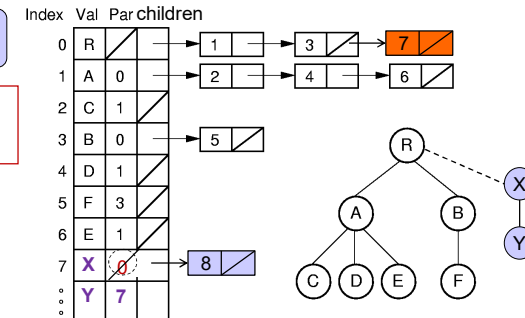 Index Val Par children
0 R 1 3 7
1 A 0 2 4 6
2 C 1
3 B 0 5
4 D 1
5 F 3
6 E 1
7 X 0 8
Y 7
R
X
A B
Y
C D E F